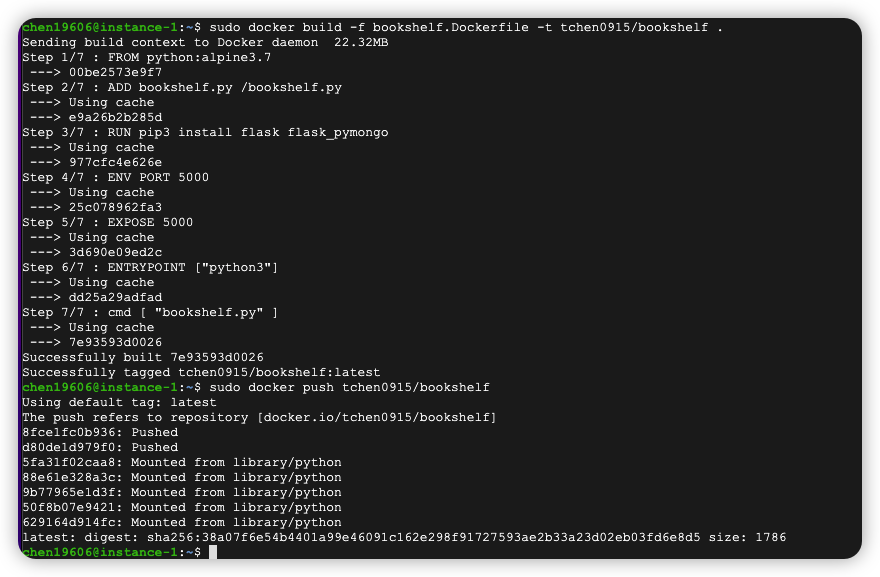 chen19606@instance-1:~$ sudo docker build -f bookshelf.Dockerfile -t tchen0915/bookshelf .
Sending build context to Docker daemon  22.32MB
Step 1/7 : FROM python:alpine3.7
 ---> 00be2573e9f7
Step 2/7 : ADD bookshelf.py /bookshelf.py
 ---> Using cache
 ---> e9a26b2b285d
Step 3/7 : RUN pip3 install flask flask_pymongo
 ---> Using cache
 ---> 977cfc4e626e
Step 4/7 : ENV PORT 5000
 ---> Using cache
 ---> 25c078962fa3
Step 5/7 : EXPOSE 5000
 ---> Using cache
 ---> 3d690e09ed2c
Step 6/7 : ENTRYPOINT ["python3"]
 ---> Using cache
 ---> dd25a29adfad
Step 7/7 : cmd [ "bookshelf.py" ]
 ---> Using cache
 ---> 7e93593d0026
Successfully built 7e93593d0026
Successfully tagged tchen0915/bookshelf:latest
chen19606@instance-1:~$ sudo docker push tchen0915/bookshelf
Using default tag: latest
The push refers to repository [docker.io/tchen0915/bookshelf]
8fce1fc0b936: Pushed
d80de1d979f0: Pushed
5fa31f02caa8: Mounted from library/python
88e61e328a3c: Mounted from library/python
9b77965e1d3f: Mounted from library/python
50f8b07e9421: Mounted from library/python
629164d914fc: Mounted from library/python
latest: digest: sha256:38a07f6e54b4401a99e46091c162e298f91727593ae2b33a23d02eb03fd6e8d5 size: 1786
chen19606@instance-1:~$